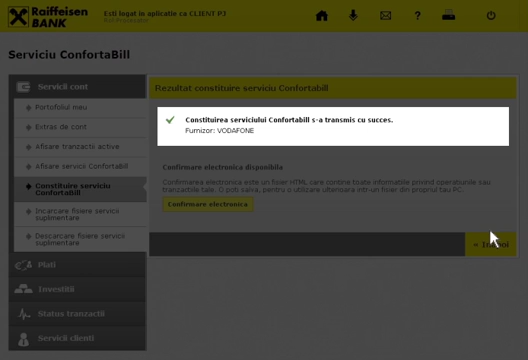 Raiffeisen
BANK
Esti logat in aplicatie ca CLIENT PJ
?
Serviciu ConfortaBill
Servicii cont
Portofoliul meu
Extras de cont
Afisare tranzactii active
Afisare servicii Confortabill
Constituire serviciu
ConfortaBill
Incarcare fisiere servicii
suplimentare
Descarcare fisiere servicii
suplimentare
Plati
Investitii
Status tranzactii
Servicii clienti
Rezultat constituire serviciu Confortabill
Constituirea serviciului Confortabill s-a transmis cu succes.
Furnizor: VODAFONE
Confirmare electronica disponibila
Confirmarea electronica este un fisier HTML, care contine toate informatiile privind operatiunile sau
tranzactiile tale. O poti salva, pentru o utilizare ulterioara intr-un fisier din propriul tau PC.
Confirmare electronica